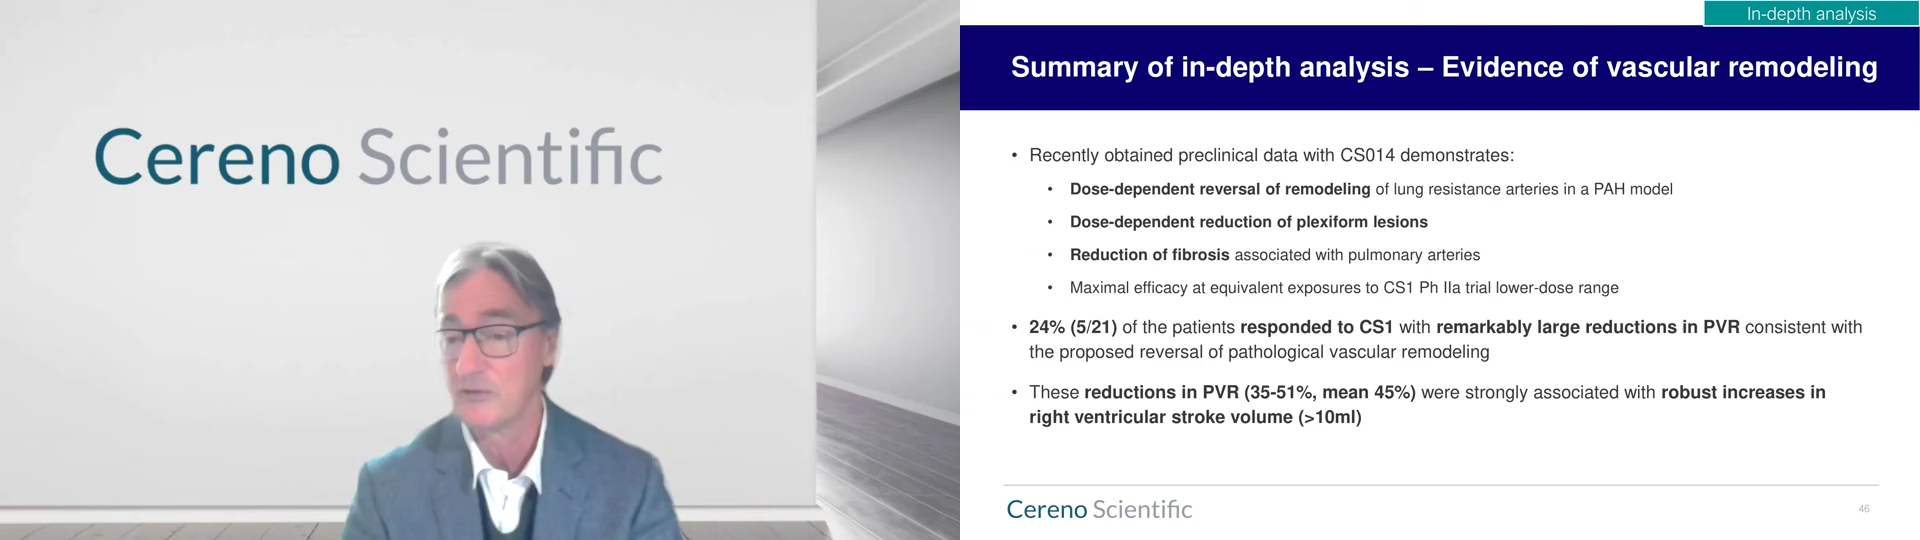 Cereno Scientific
In-depth analysis
Summary of in-depth analysis – Evidence of vascular remodeling
• Recently obtained preclinical data with CS014 demonstrates:
• Dose-dependent reversal of remodeling of lung resistance arteries in a PAH model
• Dose-dependent reduction of plexiform lesions
• Reduction of fibrosis associated with pulmonary arteries
• Maximal efficacy at equivalent exposures to CS1 Ph IIa trial lower-dose range
• 24% (5/21) of the patients responded to CS1 with remarkably large reductions in PVR consistent with
the proposed reversal of pathological vascular remodeling
• These reductions in PVR (35-51%, mean 45%) were strongly associated with robust increases in
right ventricular stroke volume (>10ml)
Cereno Scientific
46